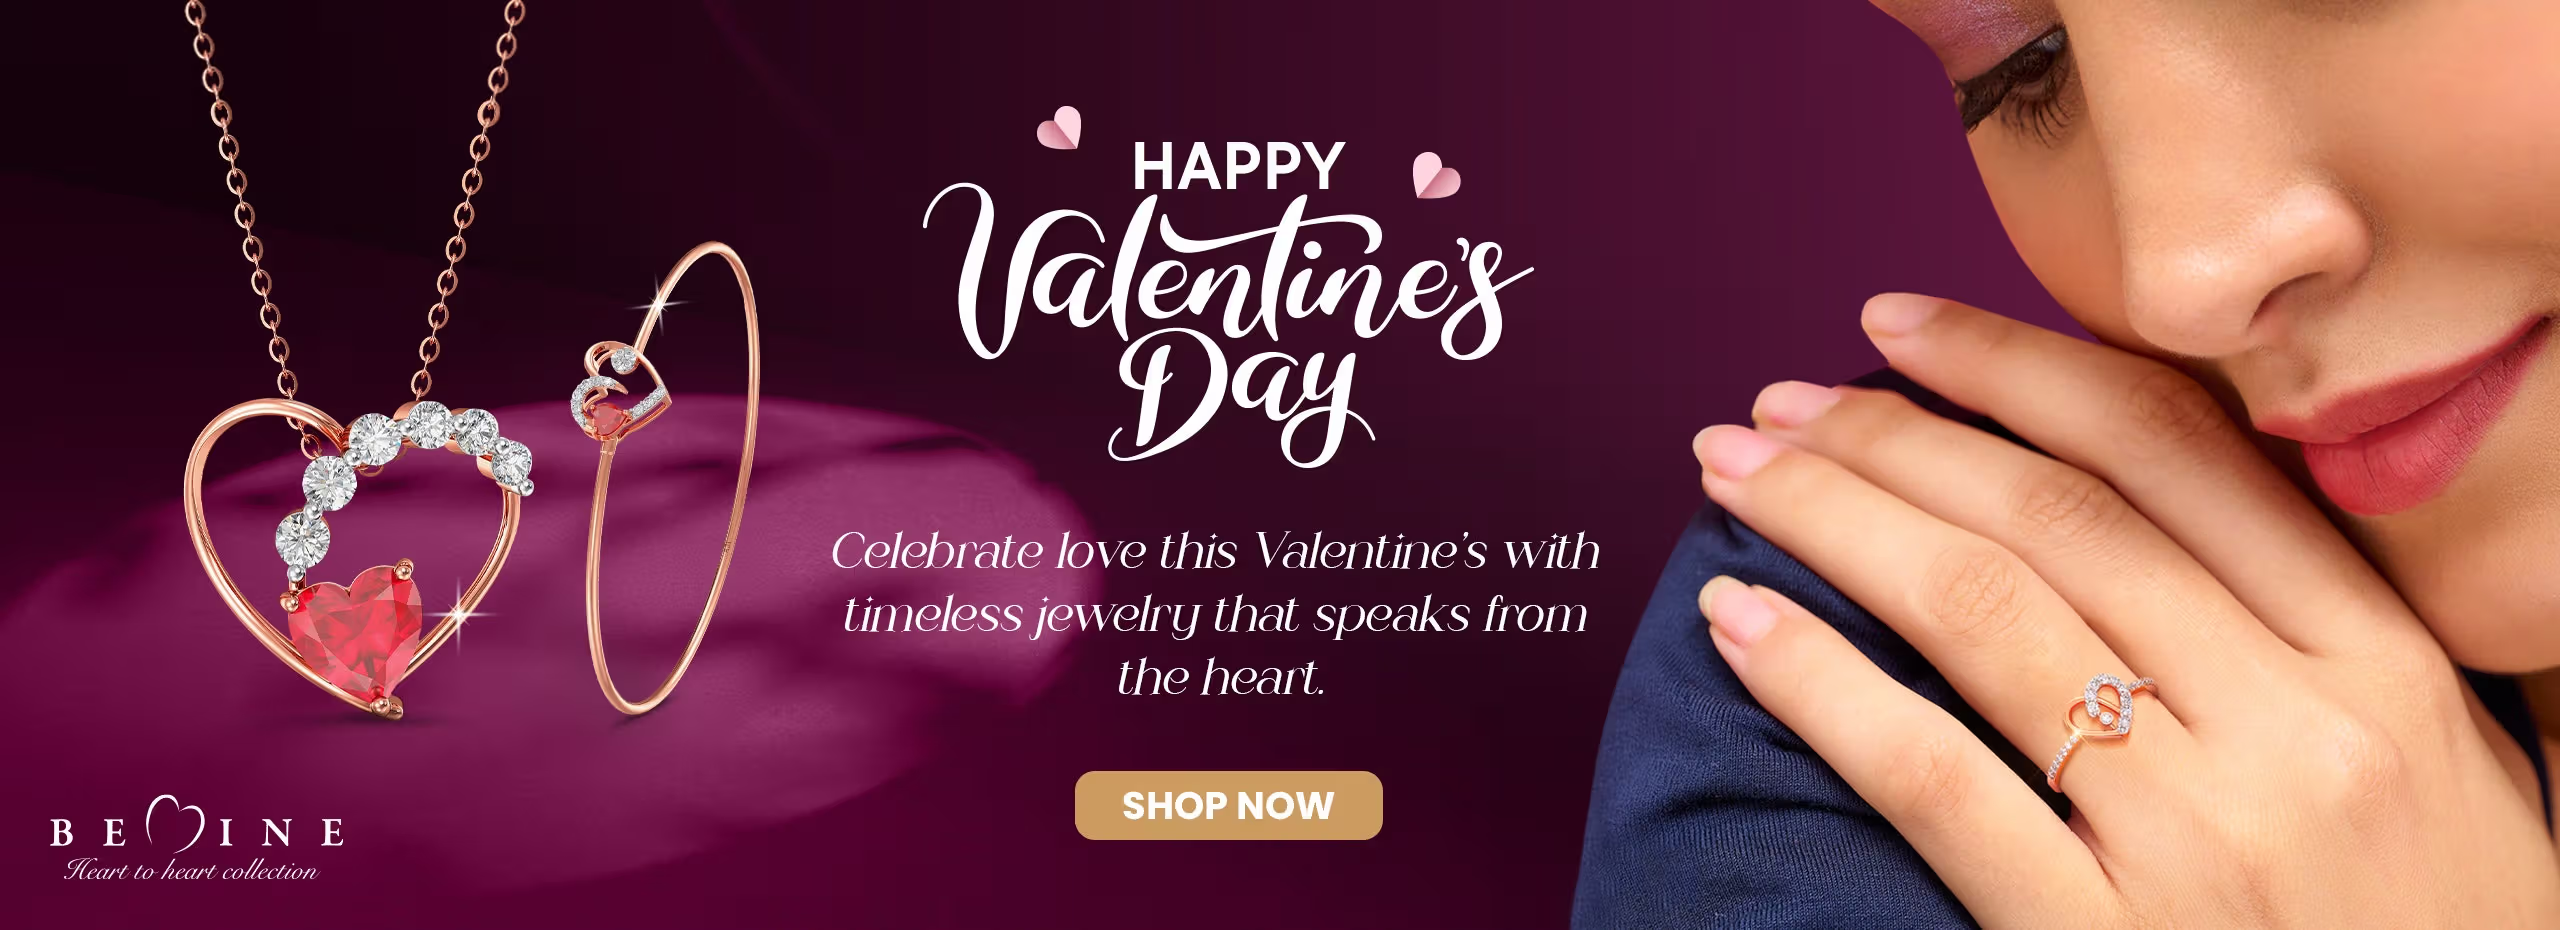 HAPPY
Valentine's
Day
Celebrate love this Valentine's with
timeless jewelry that speaks from
the heart.
SHOP NOW
BE MINE
Heart to heart collection